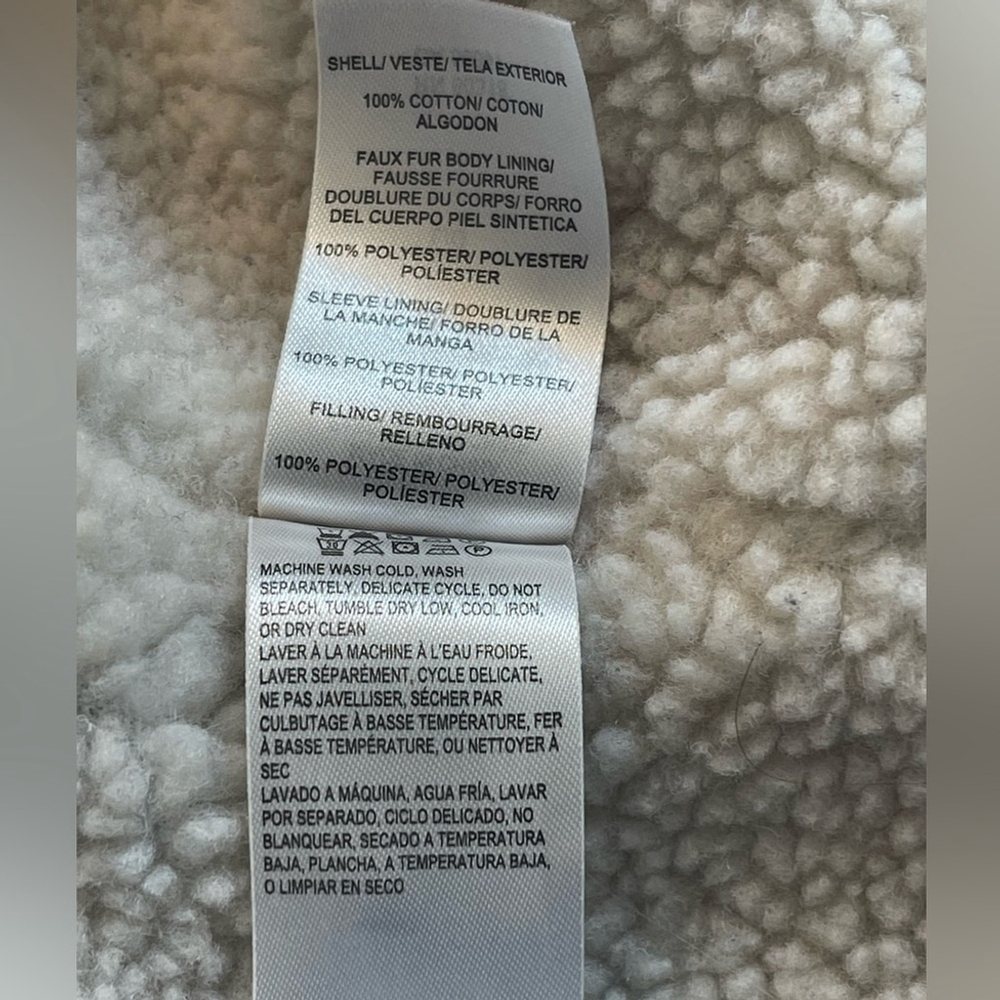 SHELL/ VESTE/ TELA EXTERIOR
100% COTTON/ COTON/
ALGODON
FAUX FUR BODY LINING/
FAUSSE FOURRURE
DOUBLURE DU CORPS/ FORRO
DEL CUERPO PIEL SINTETICA
100% POLYESTER/ POLYESTER/
POLÍESTER
SLEEVE LINING/ DOUBLURE DE
LA MANCHE/ FORRO DE LA
MANGA
100% POLYESTER/ POLYESTER/
POLÍESTER
FILLING/ REMBOURRAGE/
RELLENO
100% POLYESTER/ POLYESTER/
POLÍESTER
30 P
MACHINE WASH COLD, WASH
SEPARATELY, DELICATE CYCLE, DO NOT
BLEACH, TUMBLE DRY LOW, COOL IRON,
OR DRY CLEAN
LAVER À LA MACHINE À L'EAU FROIDE,
LAVER SÉPARÉMENT, CYCLE DELICATE,
NE PAS JAVELLISER, SÉCHER PAR
CULBUTAGE À BASSE TEMPÉRATURE, FER
À BASSE TEMPÉRATURE, OU NETTOYER À
SEC
LAVADO A MÁQUINA, AGUA FRÍA, LAVAR
POR SEPARADO, CICLO DELICADO, NO
BLANQUEAR, SECADO A TEMPERATURA
BAJA, PLANCHA, A TEMPERATURA BAJA,
O LIMPIAR EN SECO